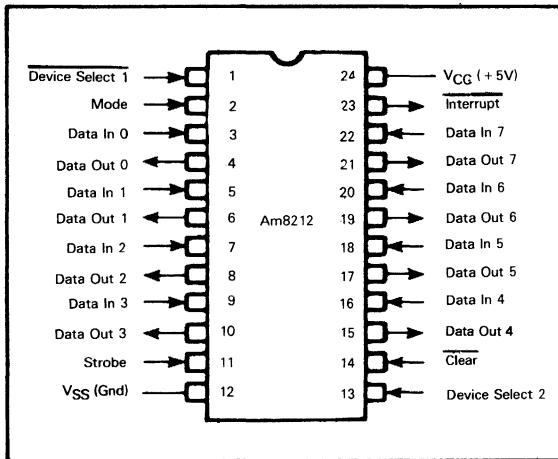 Device Select 1 1 24 VCG (+5V)
Mode 2 23 Interrupt
Data In 0 3 22 Data In 7
Data Out 0 4 21 Data Out 7
Data In 1 5 20 Data In 6
Data Out 1 6 Am8212 19 Data Out 6
Data In 2 7 18 Data In 5
Data Out 2 8 17 Data Out 5
Data In 3 9 16 Data In 4
Data Out 3 10 15 Data Out 4
Strobe 11 14 Clear
VSS (Gnd) 12 13 Device Select 2